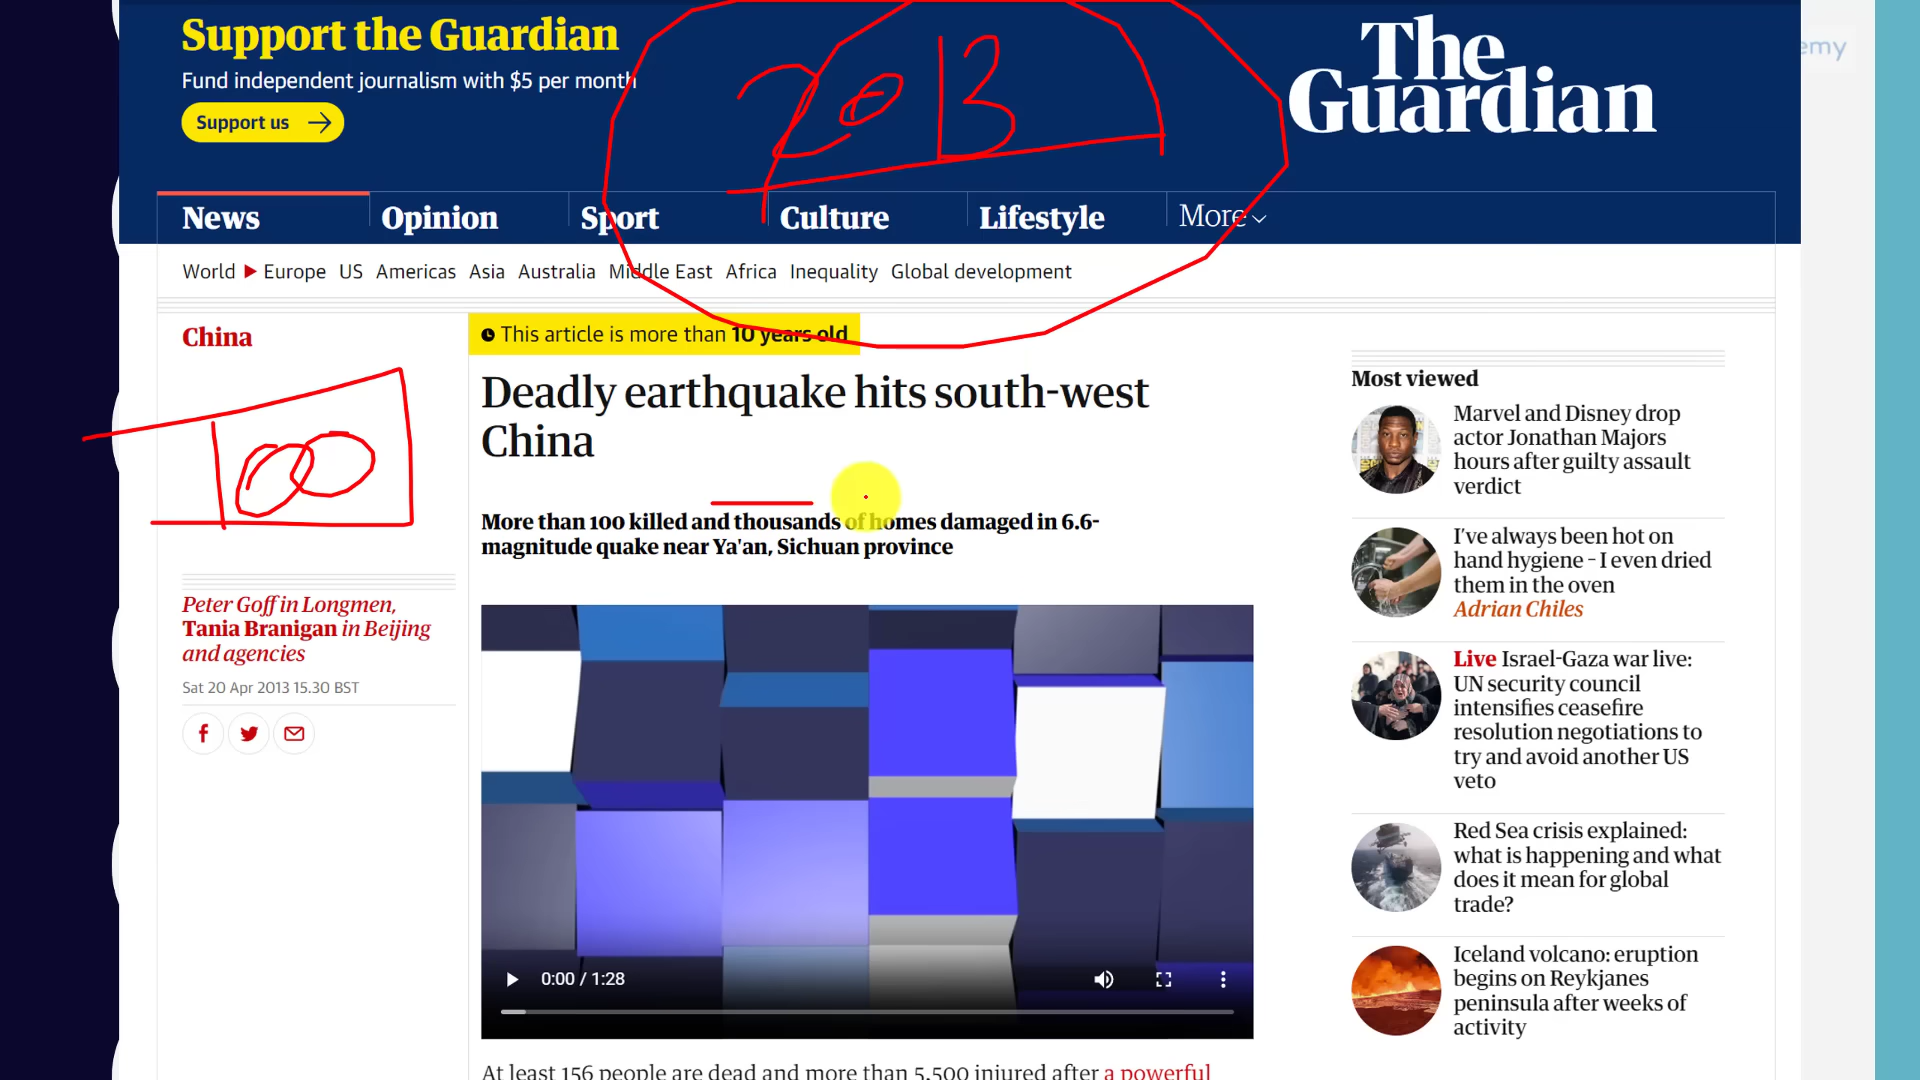 Support the Guardian
Fund independent journalism with $5 per month
Support us
2013
The
Guardian
emy
News
Opinion
Sport
Culture
Lifestyle
More
World
Europe
US
Americas
Asia
Australia
Middle East
Africa
Inequality
Global development
China
This article is more than 10 years old
Deadly earthquake hits south-west
China
100
More than 100 killed and thousands of homes damaged in 6.6-
magnitude quake near Ya'an, Sichuan province
Peter Goff in Longmen,
Tania Branigan in Beijing
and agencies
Sat 20 Apr 2013 15.30 BST
0:00 / 1:28
At least 156 people are dead and more than 5,500 injured after a powerful
Most viewed
Marvel and Disney drop
actor Jonathan Majors
hours after guilty assault
verdict
I've always been hot on
hand hygiene – I even dried
them in the oven
Adrian Chiles
Live Israel-Gaza war live:
UN security council
intensifies ceasefire
resolution negotiations to
try and avoid another US
veto
Red Sea crisis explained:
what is happening and what
does it mean for global
trade?
Iceland volcano: eruption
begins on Reykjanes
peninsula after weeks of
activity